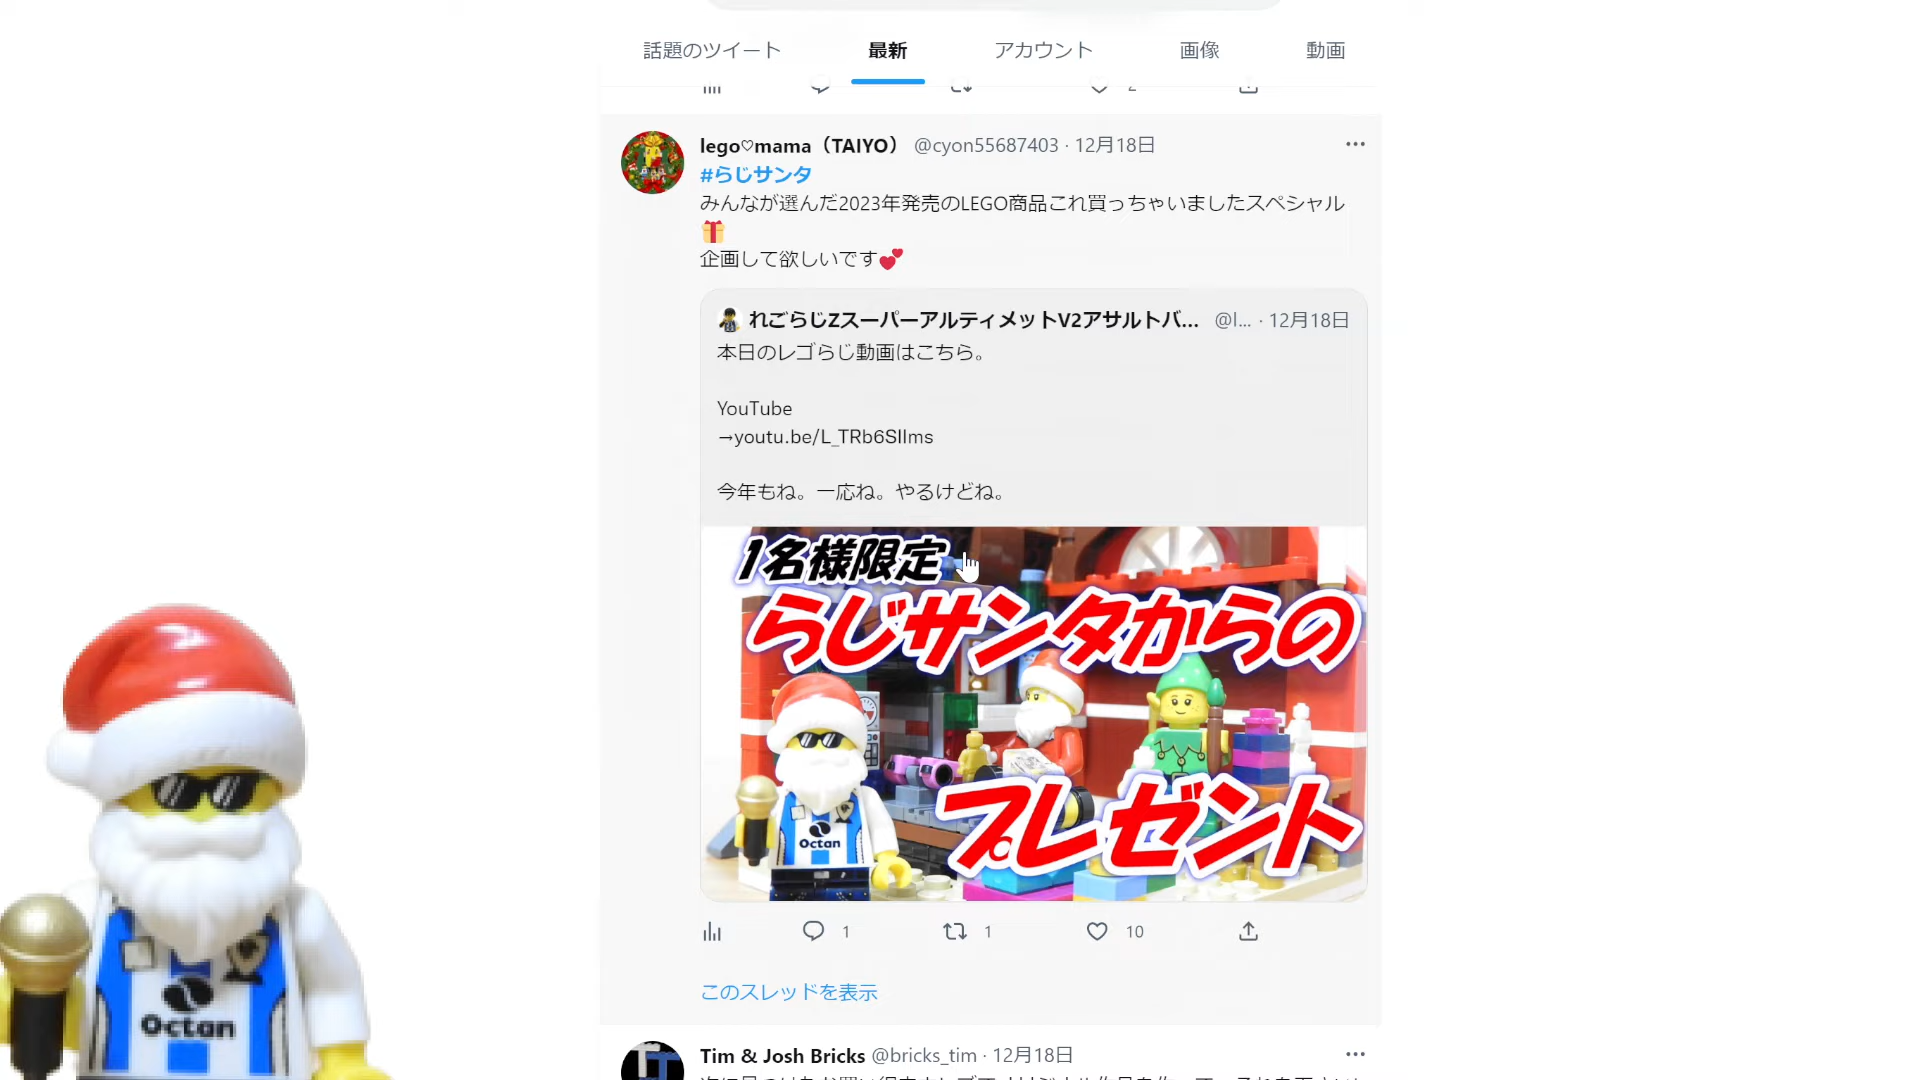 話題のツイート 最新 アカウント 画像 動画
2
lego♡mama（TAIYO） @cyon55687403 · 12月18日
#らじサンタ
みんなが選んだ2023年発売のLEGO商品これ買っちゃいましたスペシャル
🎁
企画して欲しいです💕
れごらじZスーパーアルティメットV2アサルトバ... @l... · 12月18日
本日のレゴらじ動画はこちら。
YouTube
→youtu.be/L_TRb6SIlms
今年もね。一応ね。やるけどね。
1名様限定
らじサンタからの
プレゼント
Octan
1 1 10
このスレッドを表示
Octan
Tim & Josh Bricks @bricks_tim · 12月18日